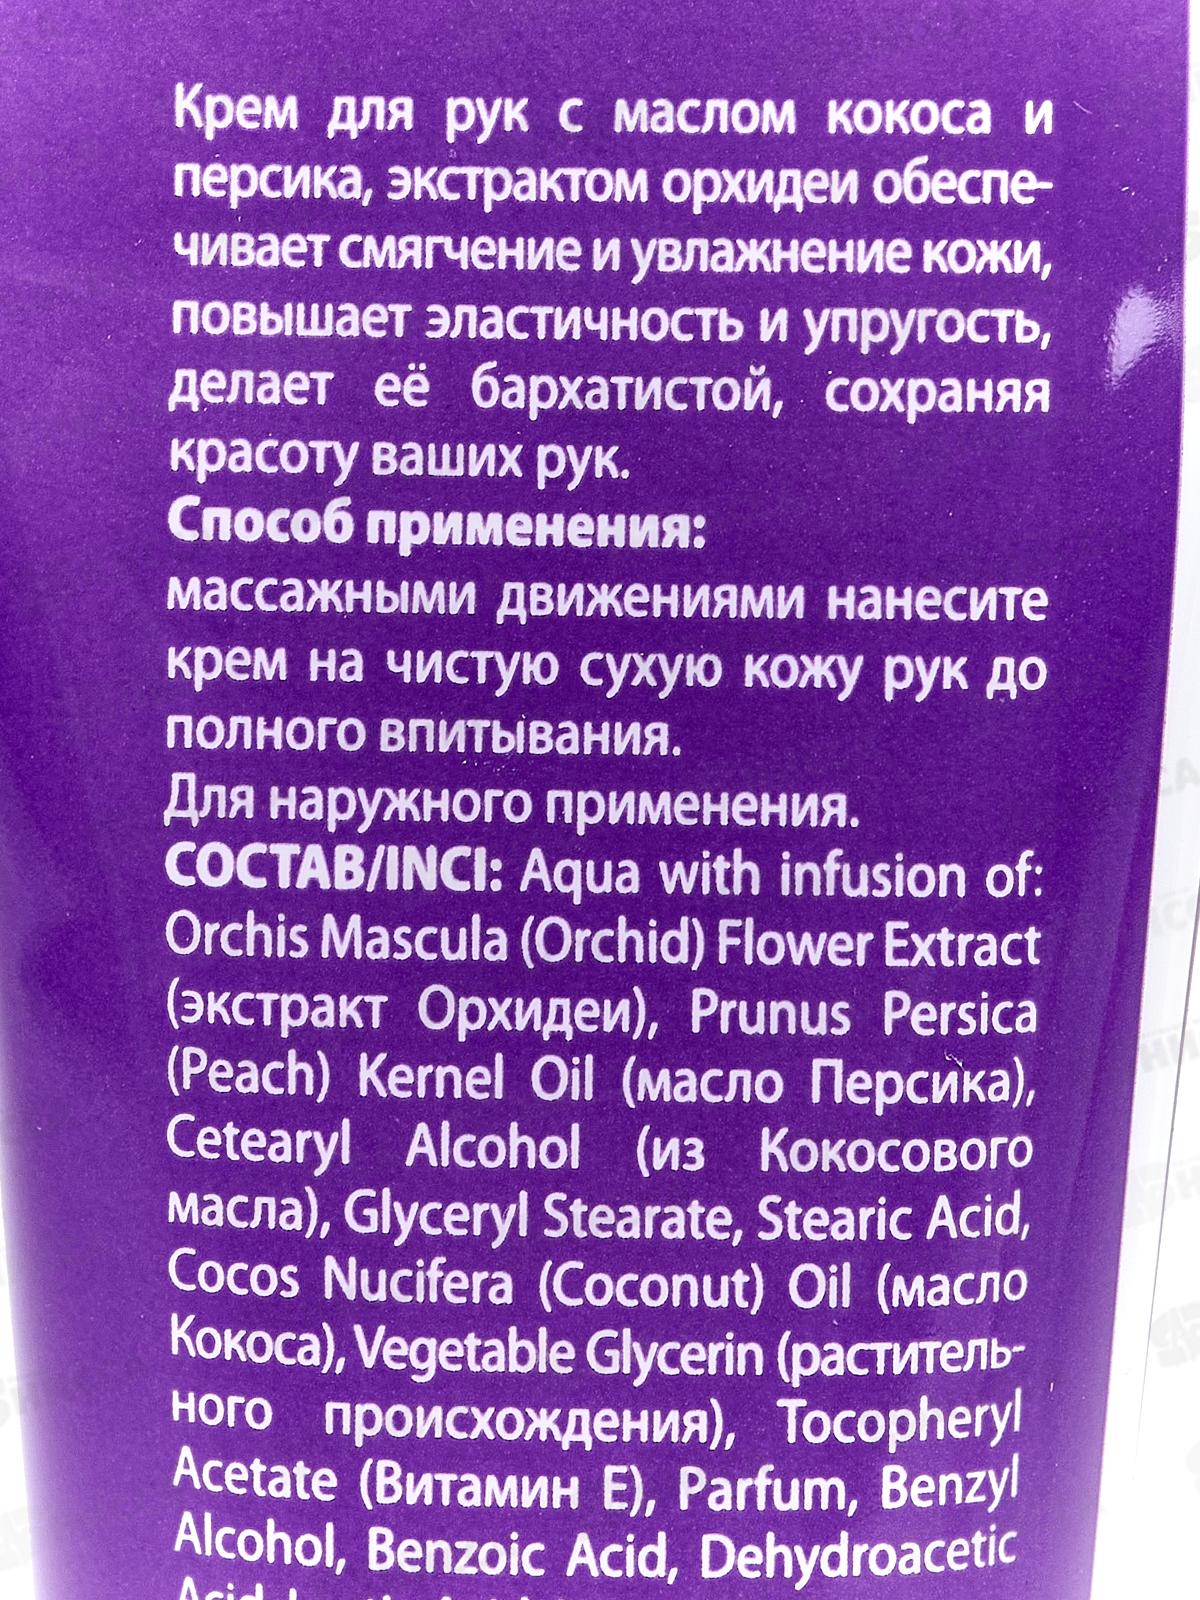 Крем для рук с маслом кокоса и
персика, экстрактом орхидеи обеспе-
чивает смягчение и увлажнение кожи,
повышает эластичность и упругость,
делает её бархатистой, сохраняя
красоту ваших рук.
Способ применения:
массажными движениями нанесите
крем на чистую сухую кожу рук до
полного впитывания.
Для наружного применения.
СОСТАВ/INCI: Aqua with infusion of:
Orchis Mascula (Orchid) Flower Extract
(экстракт Орхидеи), Prunus Persica
(Peach) Kernel Oil (масло Персика),
Cetearyl Alcohol (из Кокосового
масла), Glyceryl Stearate, Stearic Acid,
Cocos Nucifera (Coconut) Oil (масло
Кокоса), Vegetable Glycerin (раститель-
ного происхождения), Tocopheryl
Acetate (Витамин Е), Parfum, Benzyl
Alcohol, Benzoic Acid, Dehydroacetic